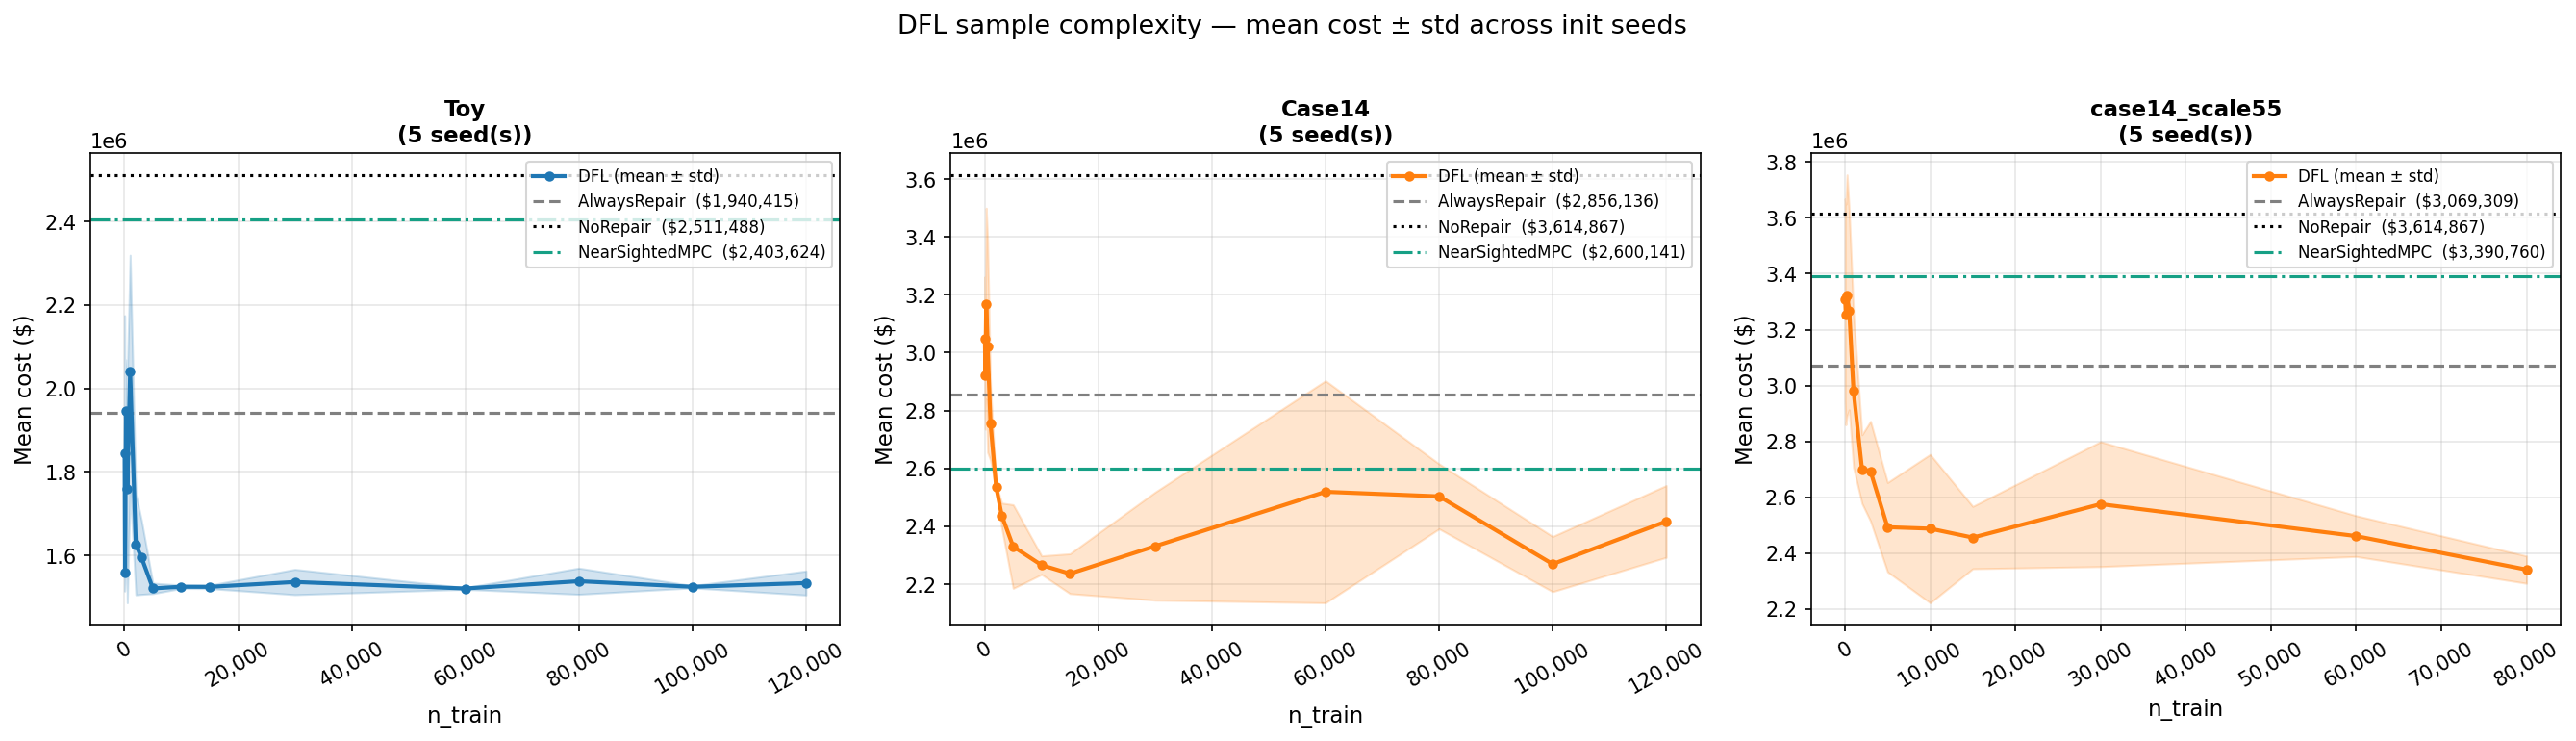 DFL sample complexity — mean cost ± std across init seeds
Toy
(5 seed(s))
1e6
Mean cost ($)
2.4
2.2
2.0
1.8
1.6
DFL (mean ± std)
AlwaysRepair ($1,940,415)
NoRepair ($2,511,488)
NearSightedMPC ($2,403,624)
0
20,000
40,000
60,000
80,000
100,000
120,000
n_train
Case14
(5 seed(s))
1e6
Mean cost ($)
3.6
3.4
3.2
3.0
2.8
2.6
2.4
2.2
DFL (mean ± std)
AlwaysRepair ($2,856,136)
NoRepair ($3,614,867)
NearSightedMPC ($2,600,141)
0
20,000
40,000
60,000
80,000
100,000
120,000
n_train
case14_scale55
(5 seed(s))
1e6
Mean cost ($)
3.8
3.6
3.4
3.2
3.0
2.8
2.6
2.4
2.2
DFL (mean ± std)
AlwaysRepair ($3,069,309)
NoRepair ($3,614,867)
NearSightedMPC ($3,390,760)
0
10,000
20,000
30,000
40,000
50,000
60,000
70,000
80,000
n_train